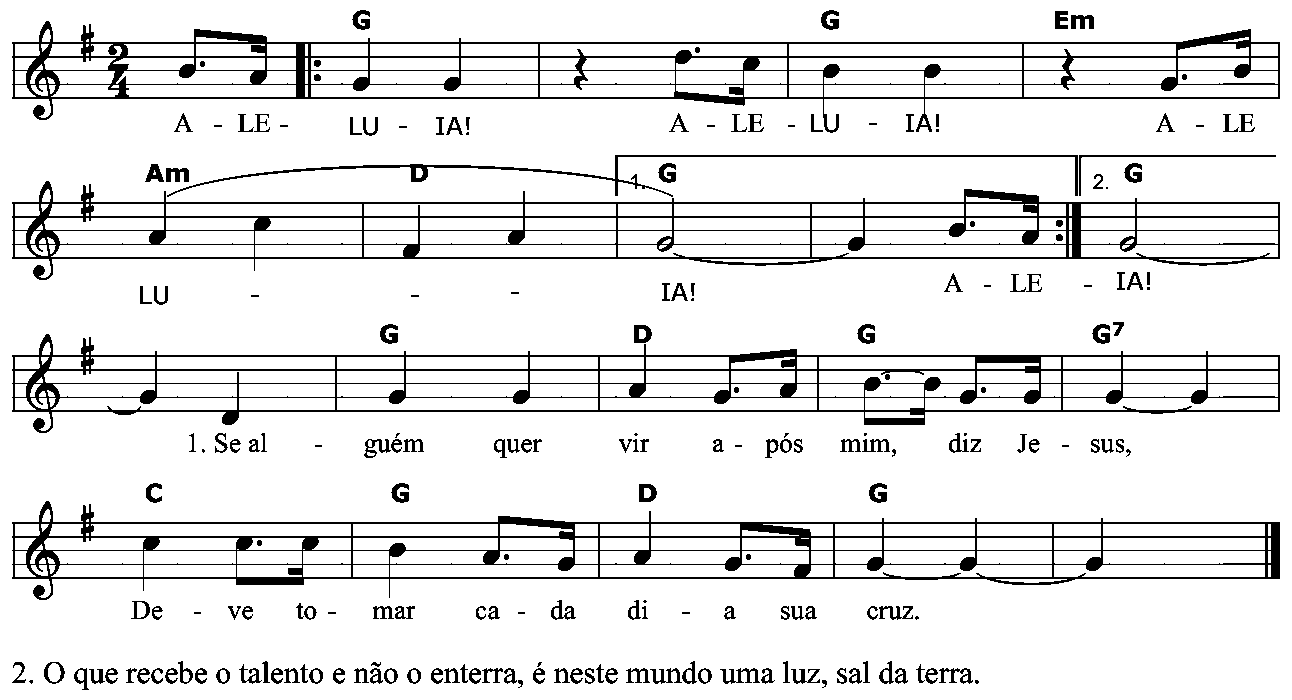 G G Em
2 4
A - LE - LU - IA! A - LE - LU - IA! A - LE
Am D 1. G 2. G
LU - - - IA! A - LE - IA!
G D G G7
1. Se al - guém quer vir a - pós mim, diz Je - sus,
C G D G
De - ve to - mar ca - da di - a sua cruz.
2. O que recebe o talento e não o enterra, é neste mundo uma luz, sal da terra.